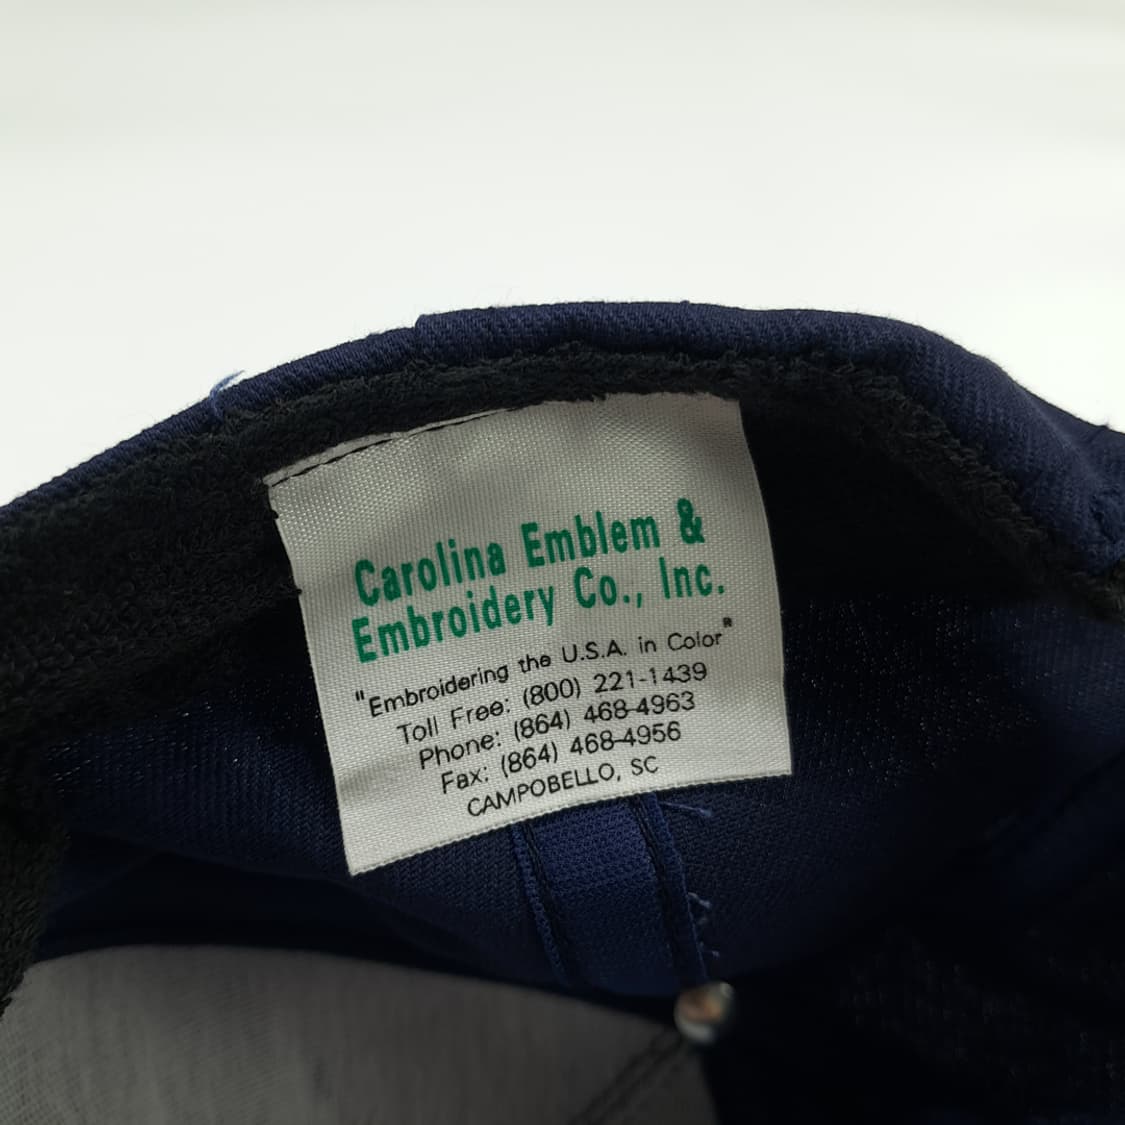 Carolina Emblem &
Embroidery Co., Inc.
"Embroidering the U.S.A. in Color"
Toll Free: (800) 221-1439
Phone: (864) 468-4963
Fax: (864) 468-4956
CAMPOBELLO, SC